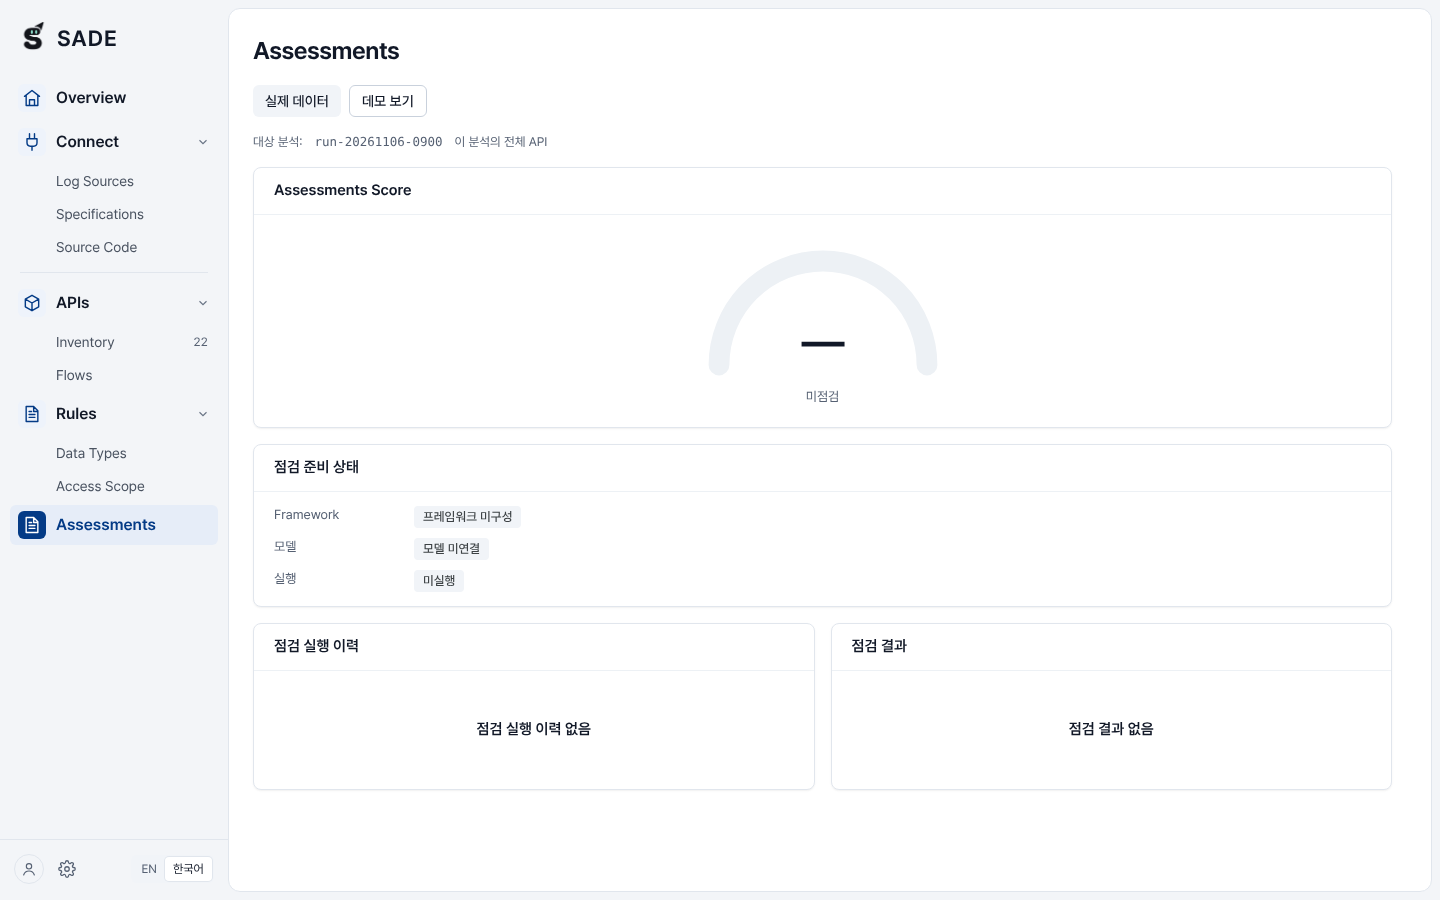 SADE
Overview
Connect
Log Sources
Specifications
Source Code
APIs
Inventory 22
Flows
Rules
Data Types
Access Scope
Assessments
EN 한국어
Assessments
실제 데이터 데모 보기
대상 분석: run-20261106-0900 이 분석의 전체 API
Assessments Score
—
미점검
점검 준비 상태
Framework 프레임워크 미구성
모델 모델 미연결
실행 미실행
점검 실행 이력
점검 실행 이력 없음
점검 결과
점검 결과 없음